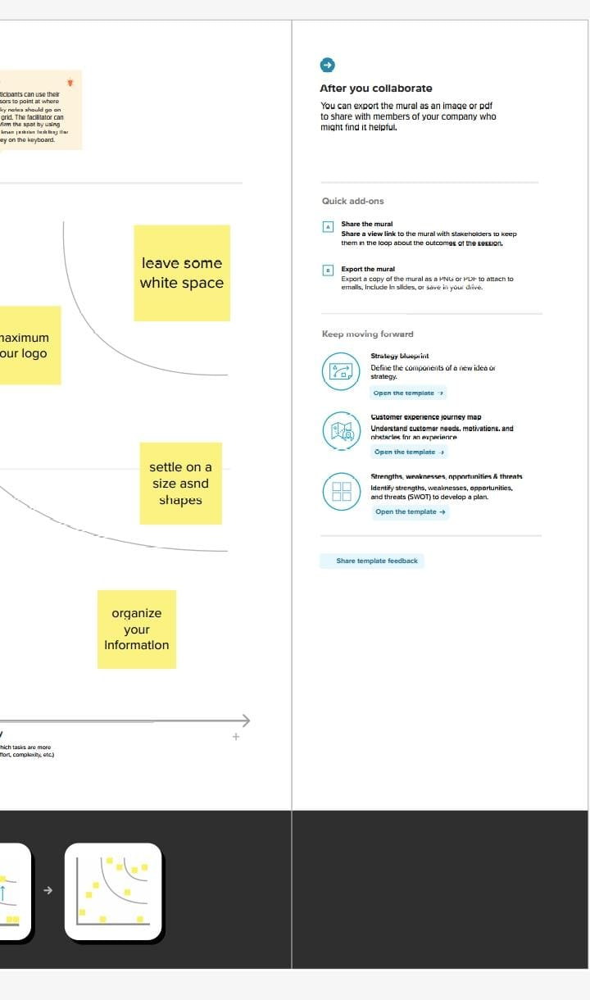 ticipants can use their
sors to point at where
ky notes should go on
grid. The facilitator can
firm the spot by using
laser pointer holding the
ey on the keyboard.
leave some
white space
naximum
our logo
settle on a
size asnd
shapes
organize
your
information
y
hich tasks are more
ffort, complexity, etc.)
After you collaborate
You can export the mural as an image or pdf
to share with members of your company who
might find it helpful.
Quick add-ons
A
Share the mural
Share a view link to the mural with stakeholders to keep
them in the loop about the outcomes of the session.
B
Export the mural
Export a copy of the mural as a PNG or PDF to attach to
emails, include in slides, or save in your drive.
Keep moving forward
Strategy blueprint
Define the components of a new idea or
strategy.
Open the template →
Customer experience journey map
Understand customer needs, motivations, and
obstacles for an experience
Open the template →
Strengths, weaknesses, opportunities & threats
Identify strengths, weaknesses, opportunities,
and threats (SWOT) to develop a plan.
Open the template →
Share template feedback